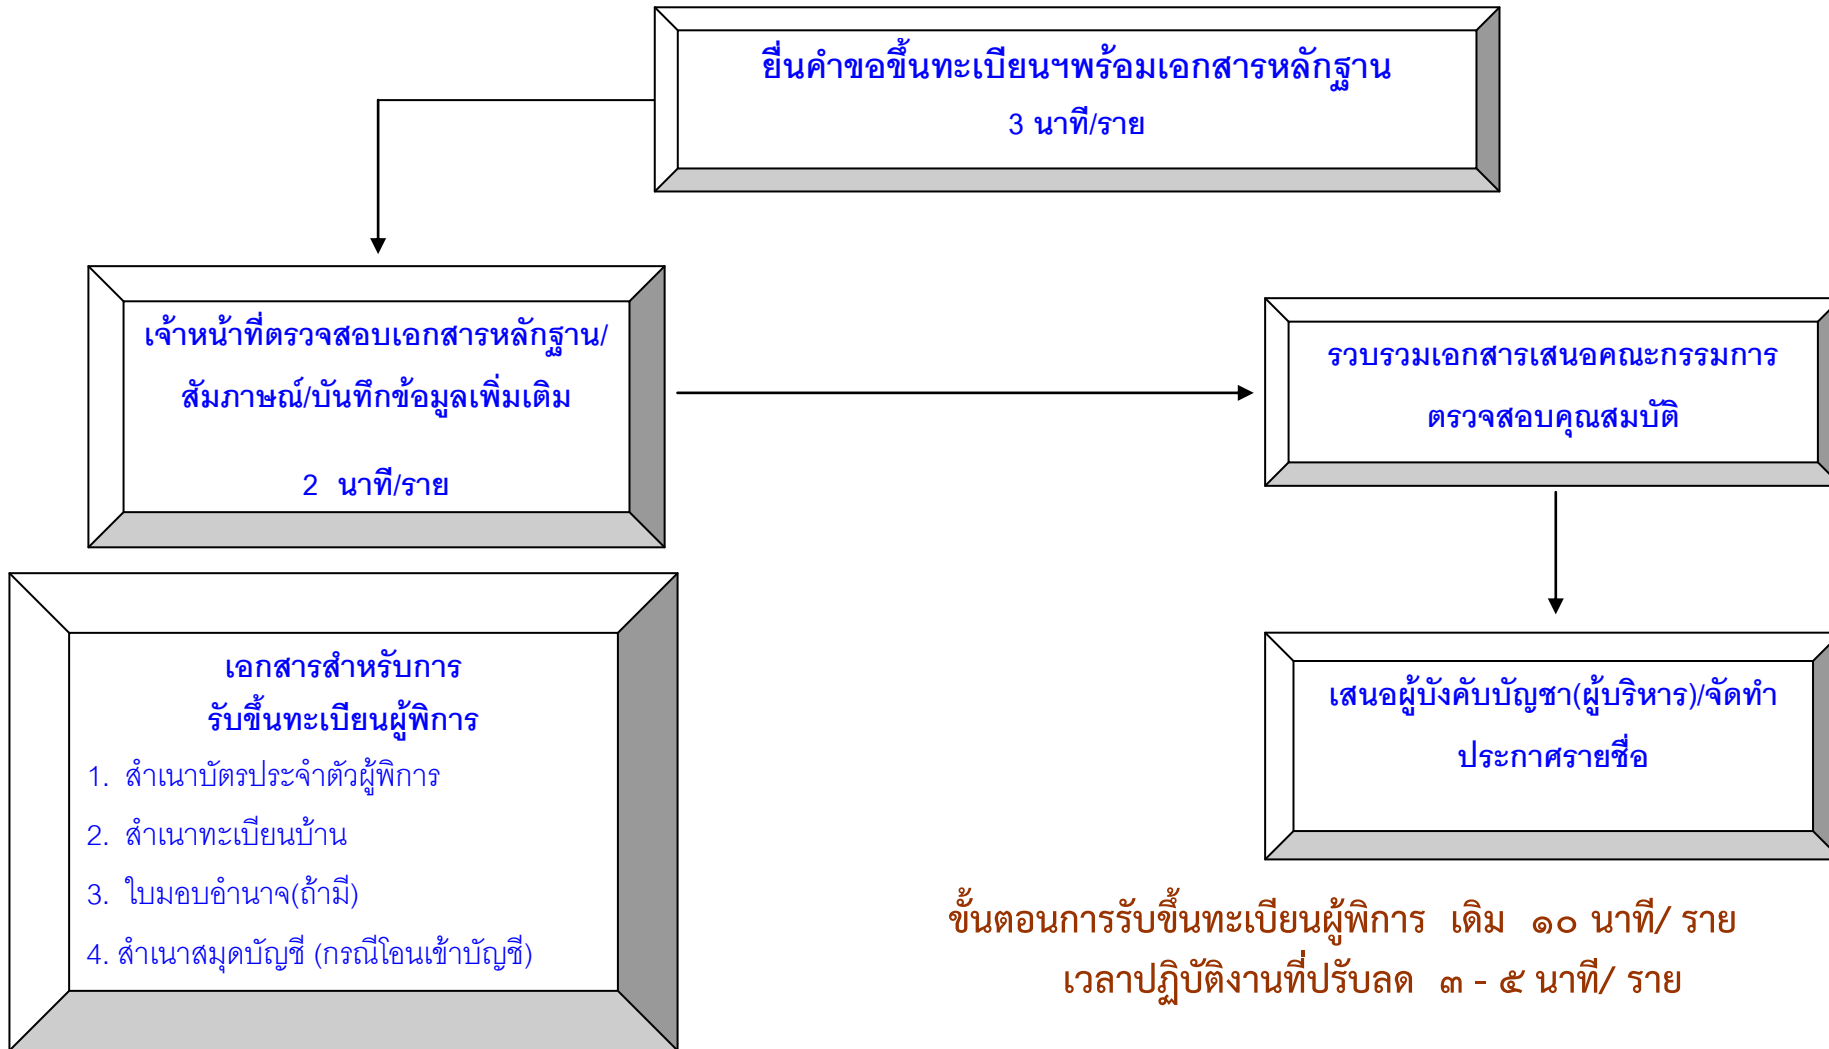 ยื่นคำขอขึ้นทะเบียนฯพร้อมเอกสารหลักฐาน
3 นาที/ราย
เจ้าหน้าที่ตรวจสอบเอกสารหลักฐาน/
สัมภาษณ์/บันทึกข้อมูลเพิ่มเติม
2 นาที/ราย
รวบรวมเอกสารเสนอคณะกรรมการ
ตรวจสอบคุณสมบัติ
เอกสารสำหรับการ
รับขึ้นทะเบียนผู้พิการ
1. สำเนาบัตรประจำตัวผู้พิการ
2. สำเนาทะเบียนบ้าน
3. ใบมอบอำนาจ(ถ้ามี)
4. สำเนาสมุดบัญชี (กรณีโอนเข้าบัญชี)
เสนอผู้บังคับบัญชา(ผู้บริหาร)/จัดทำ
ประกาศรายชื่อ
ขั้นตอนการรับขึ้นทะเบียนผู้พิการ เดิม ๑๐ นาที/ ราย
เวลาปฏิบัติงานที่ปรับลด ๓ - ๕ นาที/ ราย